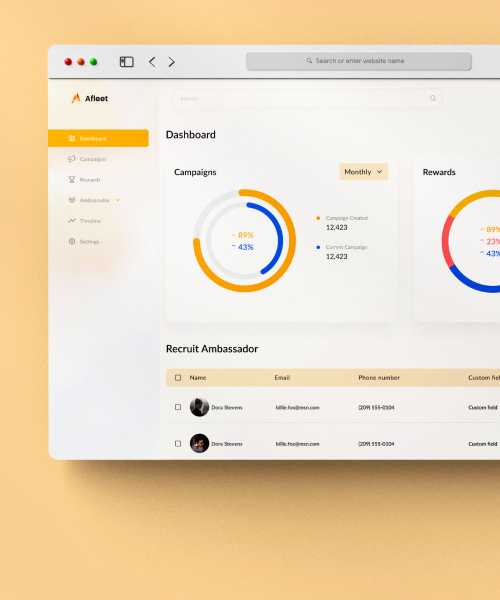 Search or enter website name
Afleet
Search
Dashboard
Dashboard
Campaign
Rewards
Ambassador
Timeline
Settings
Campaigns
Monthly
89%
43%
Campaign Created
12,423
Current Campaign
12,423
Rewards
89%
23%
43%
Recruit Ambassador
Name Email Phone number Custom fiel
Dora Stevens billie.fox@msn.com (209) 555-0104 Custom field
Dora Stevens billie.fox@msn.com (209) 555-0104 Custom field